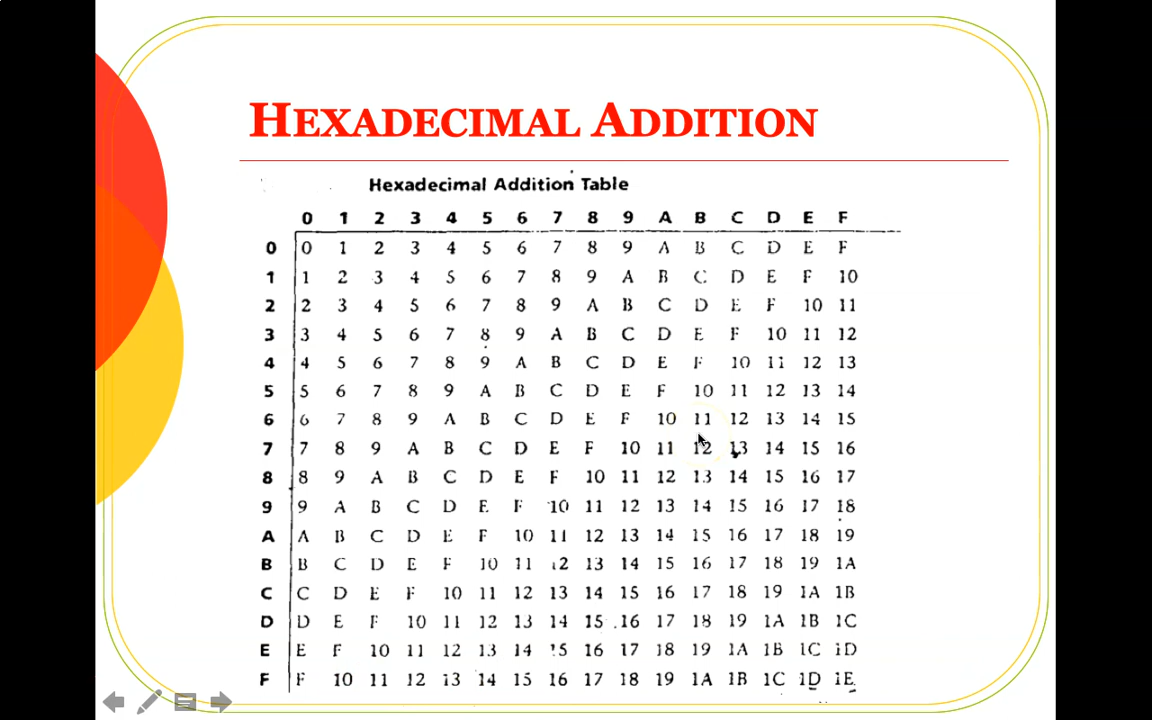 HEXADECIMAL ADDITION
Hexadecimal Addition Table
0 1 2 3 4 5 6 7 8 9 A B C D E F
0 0 1 2 3 4 5 6 7 8 9 A B C D E F
1 1 2 3 4 5 6 7 8 9 A B C D E F 10
2 2 3 4 5 6 7 8 9 A B C D E F 10 11
3 3 4 5 6 7 8 9 A B C D E F 10 11 12
4 4 5 6 7 8 9 A B C D E F 10 11 12 13
5 5 6 7 8 9 A B C D E F 10 11 12 13 14
6 6 7 8 9 A B C D E F 10 11 12 13 14 15
7 7 8 9 A B C D E F 10 11 12 13 14 15 16
8 8 9 A B C D E F 10 11 12 13 14 15 16 17
9 9 A B C D E F 10 11 12 13 14 15 16 17 18
A A B C D E F 10 11 12 13 14 15 16 17 18 19
B B C D E F 10 11 12 13 14 15 16 17 18 19 1A
C C D E F 10 11 12 13 14 15 16 17 18 19 1A 1B
D D E F 10 11 12 13 14 15 16 17 18 19 1A 1B 1C
E E F 10 11 12 13 14 15 16 17 18 19 1A 1B 1C 1D
F F 10 11 12 13 14 15 16 17 18 19 1A 1B 1C 1D 1E